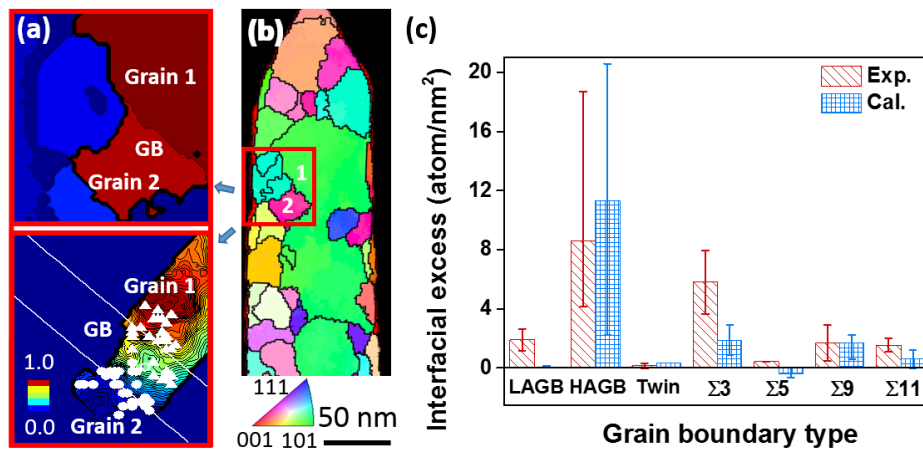 (a)
Grain 1
GB
Grain 2
Grain 1
GB
1.0
0.0
Grain 2
(b)
1
2
111
001 101
50 nm
(c)
Interfacial excess (atom/nm²)
20
16
12
8
4
0
Exp.
Cal.
LAGB HAGB Twin Σ3 Σ5 Σ9 Σ11
Grain boundary type